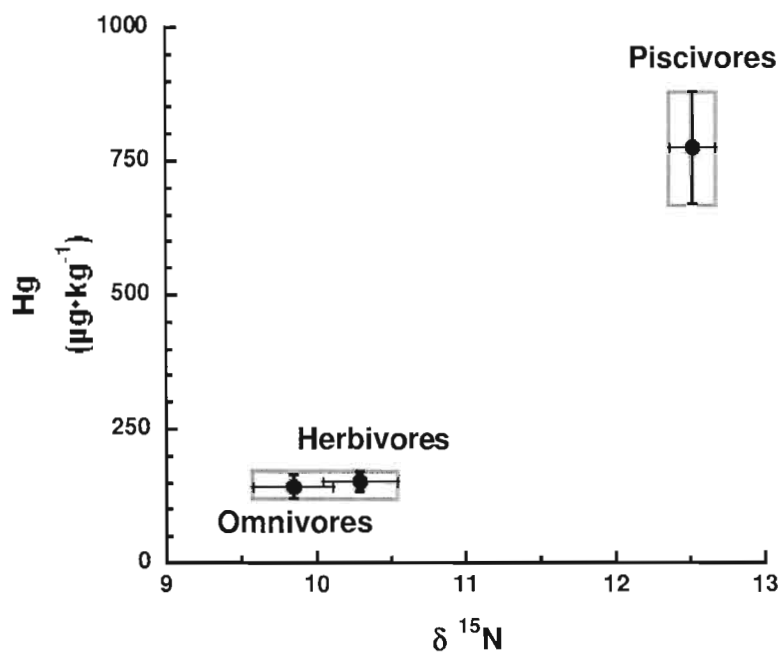 1000
Piscivores
750
Hg
(µg•kg⁻¹)
500
250
Herbivores
Omnivores
0
9 10 11 12 13
δ ¹⁵N